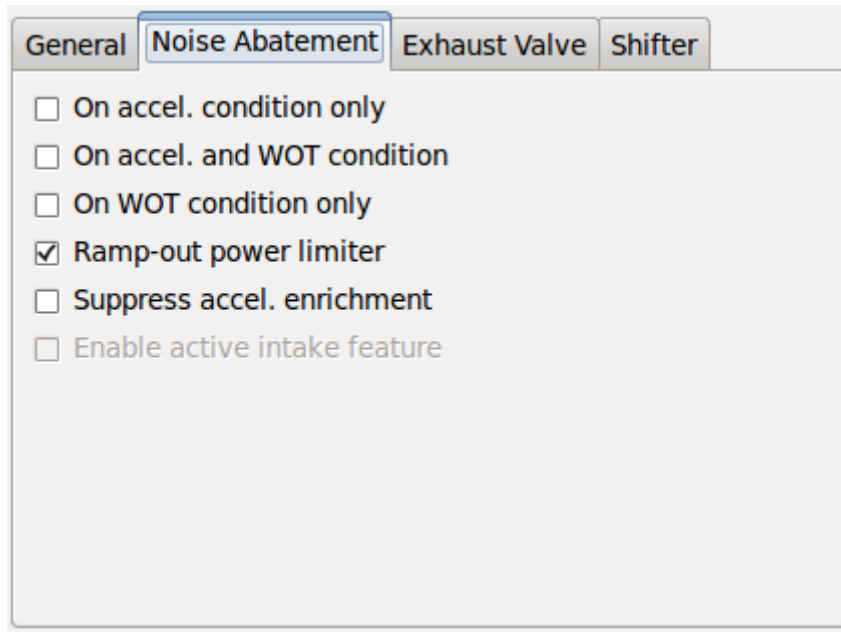 General Noise Abatement Exhaust Valve Shifter
On accel. condition only
On accel. and WOT condition
On WOT condition only
Ramp-out power limiter
Suppress accel. enrichment
Enable active intake feature